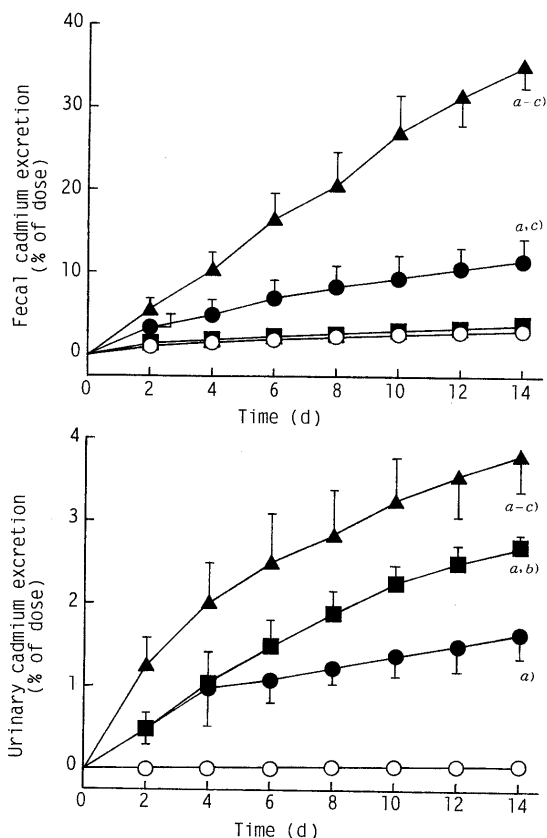 40
30
20
10
0
Fecal cadmium excretion
(% of dose)
a-c)
a,c)
0 2 4 6 8 10 12 14
Time (d)
4
3
2
1
0
Urinary cadmium excretion
(% of dose)
a-c)
a,b)
a)
0 2 4 6 8 10 12 14
Time (d)